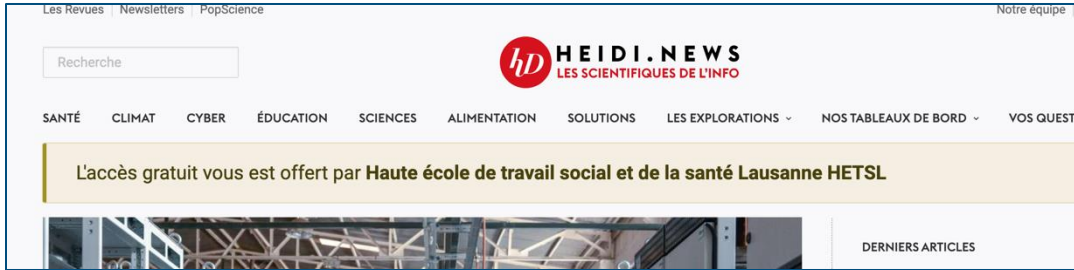 Les Revues | Newsletters | PopScience
Notre équipe |
Recherche
hD HEIDI.NEWS
LES SCIENTIFIQUES DE L'INFO
SANTÉ CLIMAT CYBER ÉDUCATION SCIENCES ALIMENTATION SOLUTIONS LES EXPLORATIONS NOS TABLEAUX DE BORD VOS QUEST
L'accès gratuit vous est offert par Haute école de travail social et de la santé Lausanne HETSL
DERNIERS ARTICLES